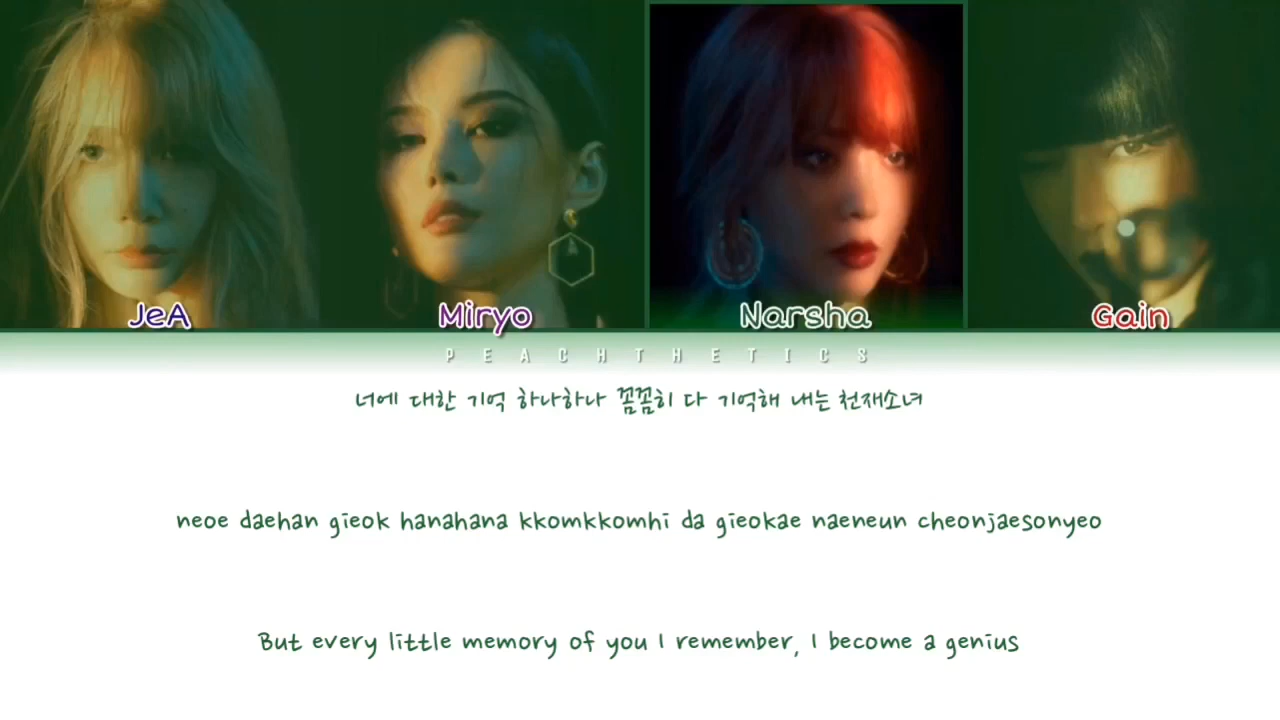 JeA
Miryo
Narsha
Gain
PEACHTHETICS
너에 대한 기억 하나하나 꼼꼼히 다 기억해 내는 천재소녀
neoe daehan gieok hanahana kkomkkomhi da gieokae naeneun cheonjaesonyeo
But every little memory of you I remember, I become a genius